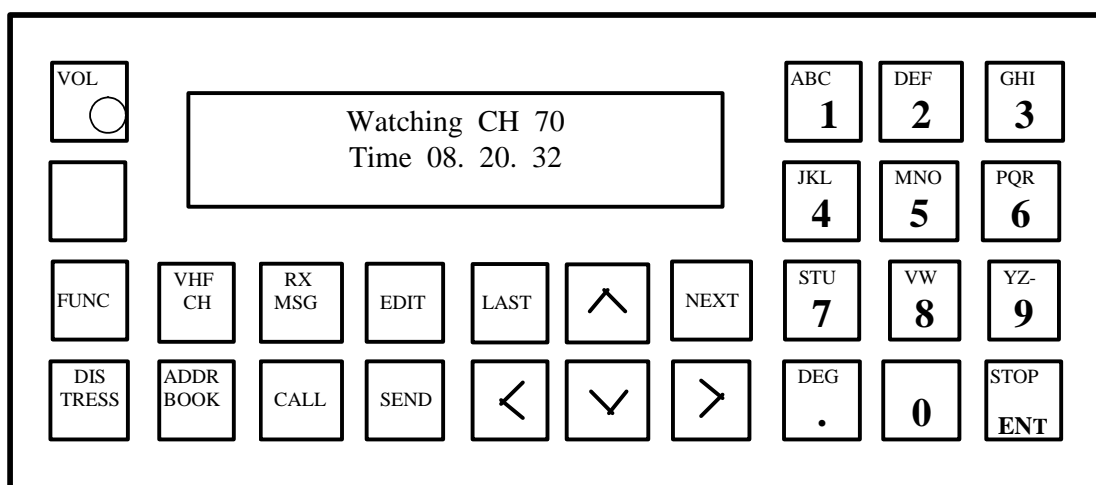 VOL
Watching CH 70
Time 08. 20. 32
ABC
1
DEF
2
GHI
3
JKL
4
MNO
5
PQR
6
FUNC
VHF
CH
RX
MSG
EDIT
LAST
NEXT
STU
7
VW
8
YZ-
9
DIS
TRESS
ADDR
BOOK
CALL
SEND
DEG
.
0
STOP
ENT